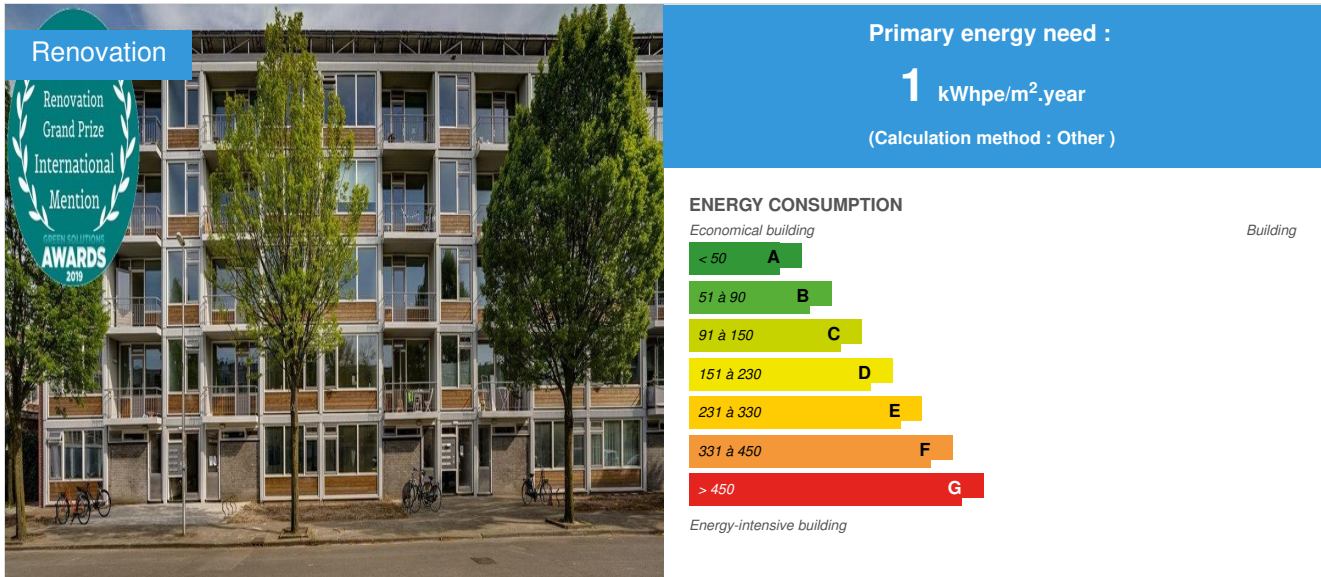 Renovation
Renovation
Grand Prize
International
Mention
GREEN SOLUTIONS
AWARDS
2019
Primary energy need :
1 kWhpe/m².year
(Calculation method : Other )
ENERGY CONSUMPTION
Economical building
Building
< 50 A
51 à 90 B
91 à 150 C
151 à 230 D
231 à 330 E
331 à 450 F
> 450 G
Energy-intensive building